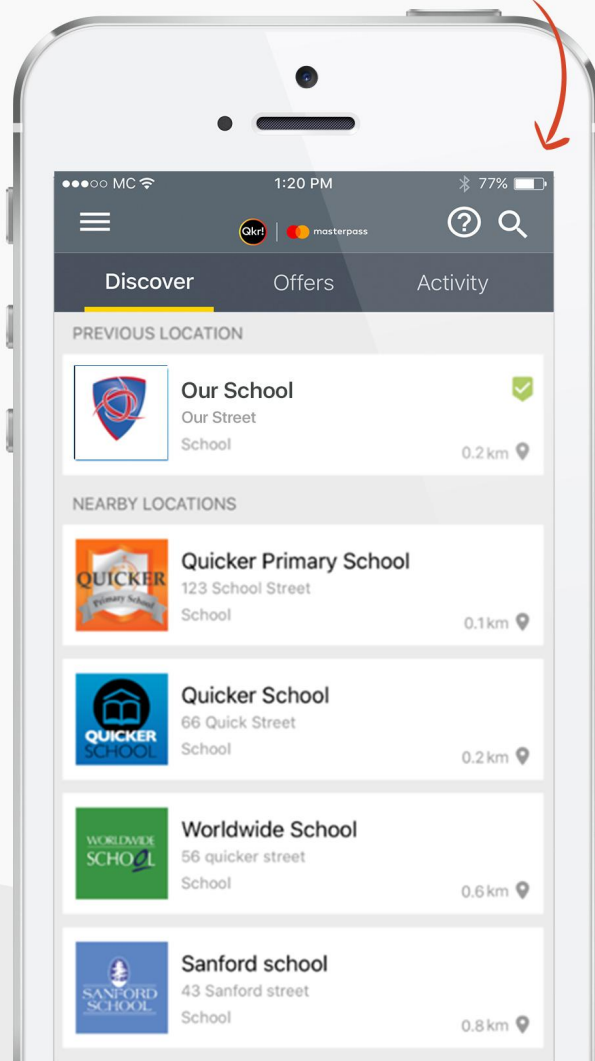 MC 1:20 PM 77%
Qkr! masterpass
Discover Offers Activity
PREVIOUS LOCATION
Our School
Our Street
School
0.2 km
NEARBY LOCATIONS
QUICKER
Primary School
Quicker Primary School
123 School Street
School
0.1 km
QUICKER
SCHOOL
Quicker School
66 Quick Street
School
0.2 km
WORLDWIDE
SCHOOL
Worldwide School
56 quicker street
School
0.6 km
SANFORD
SCHOOL
Sanford school
43 Sanford street
School
0.8 km